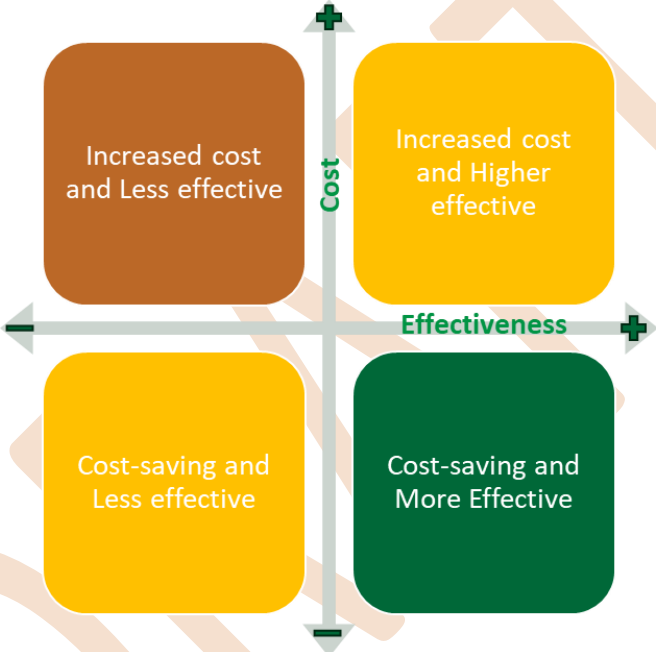 Increased cost
and Less effective
Increased cost
and Higher
effective
Cost
Effectiveness
Cost-saving and
Less effective
Cost-saving and
More Effective